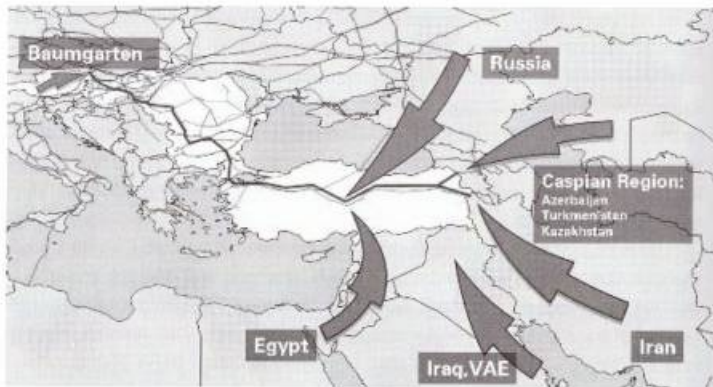 Baumgarten
Russia
Caspian Region:
Azerbaijan
Turkmenistan
Kazakhstan
Egypt
Iraq,VAE
Iran